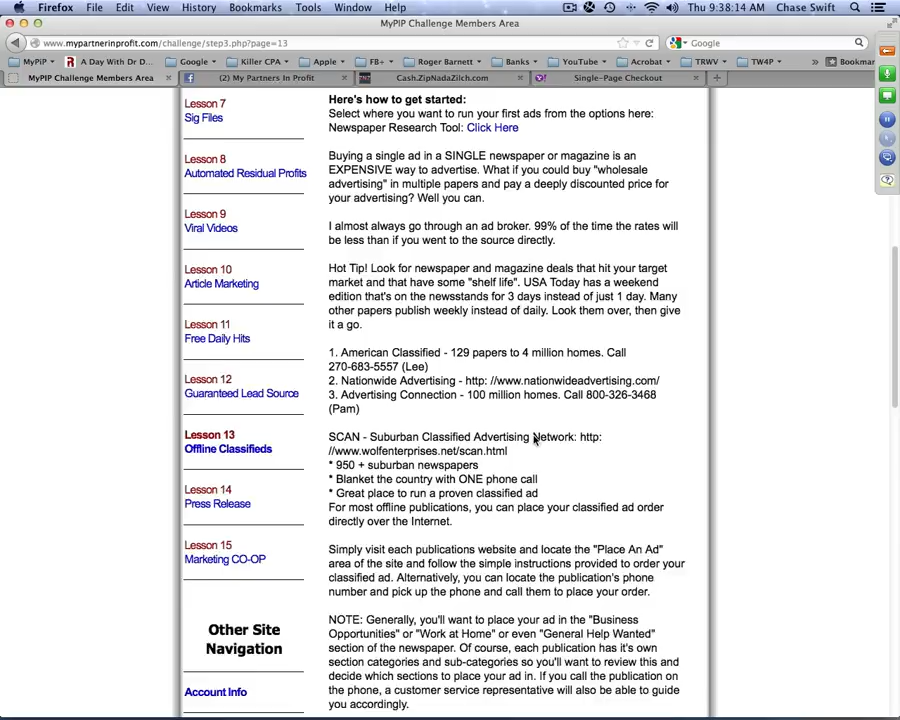 Firefox File Edit View History Bookmarks Tools Window Help Thu 9:38:14 AM Chase Swift
MyPIP Challenge Members Area
www.mypartnerinprofit.com/challenge/step3.php?page=13
Google
MyPiP A Day With Dr D... Google Killer CPA Apple FB+ Roger Barnett Banks YouTube Acrobat TRWV TW4P » Bookmar
MyPIP Challenge Members Area × (2) My Partners In Profit × Cash.ZipNadaZilch.com × Single-Page Checkout × +
Lesson 7
Sig Files
Lesson 8
Automated Residual Profits
Lesson 9
Viral Videos
Lesson 10
Article Marketing
Lesson 11
Free Daily Hits
Lesson 12
Guaranteed Lead Source
Lesson 13
Offline Classifieds
Lesson 14
Press Release
Lesson 15
Marketing CO-OP
Other Site
Navigation
Account Info
Here's how to get started:
Select where you want to run your first ads from the options here:
Newspaper Research Tool: Click Here
Buying a single ad in a SINGLE newspaper or magazine is an
EXPENSIVE way to advertise. What if you could buy "wholesale
advertising" in multiple papers and pay a deeply discounted price for
your advertising? Well you can.
I almost always go through an ad broker. 99% of the time the rates will
be less than if you went to the source directly.
Hot Tip! Look for newspaper and magazine deals that hit your target
market and that have some "shelf life". USA Today has a weekend
edition that's on the newsstands for 3 days instead of just 1 day. Many
other papers publish weekly instead of daily. Look them over, then give
it a go.
1. American Classified - 129 papers to 4 million homes. Call
270-683-5557 (Lee)
2. Nationwide Advertising - http: //www.nationwideadvertising.com/
3. Advertising Connection - 100 million homes. Call 800-326-3468
(Pam)
SCAN - Suburban Classified Advertising Network: http:
//www.wolfenterprises.net/scan.html
* 950 + suburban newspapers
* Blanket the country with ONE phone call
* Great place to run a proven classified ad
For most offline publications, you can place your classified ad order
directly over the Internet.
Simply visit each publications website and locate the "Place An Ad"
area of the site and follow the simple instructions provided to order your
classified ad. Alternatively, you can locate the publication's phone
number and pick up the phone and call them to place your order.
NOTE: Generally, you'll want to place your ad in the "Business
Opportunities" or "Work at Home" or even "General Help Wanted"
section of the newspaper. Of course, each publication has it's own
section categories and sub-categories so you'll want to review this and
decide which sections to place your ad in. If you call the publication on
the phone, a customer service representative will also be able to guide
you accordingly.